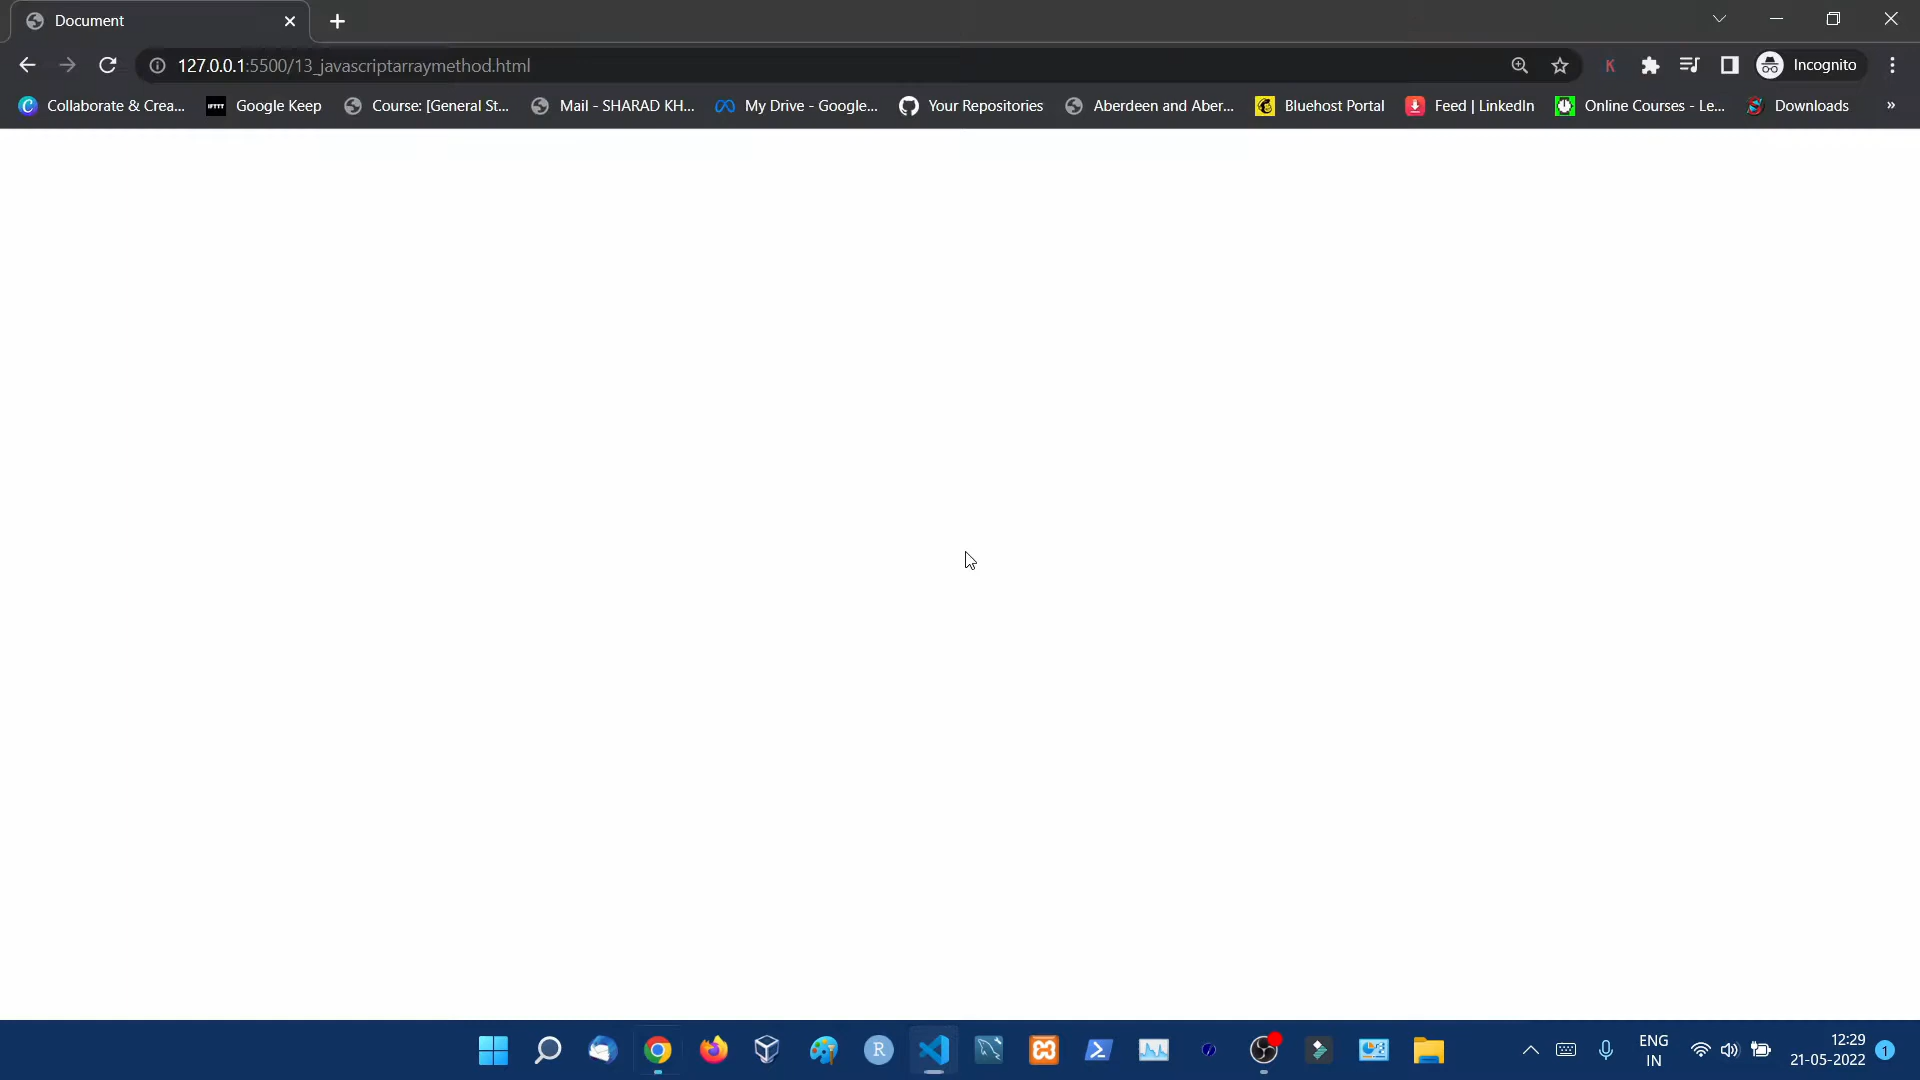 Document
127.0.0.1:5500/13_javascriptarraymethod.html
Incognito
Collaborate & Crea... Google Keep Course: [General St... Mail - SHARAD KH... My Drive - Google... Your Repositories Aberdeen and Aber... Bluehost Portal Feed | LinkedIn Online Courses - Le... Downloads »
ENG
IN
12:29
21-05-2022
1